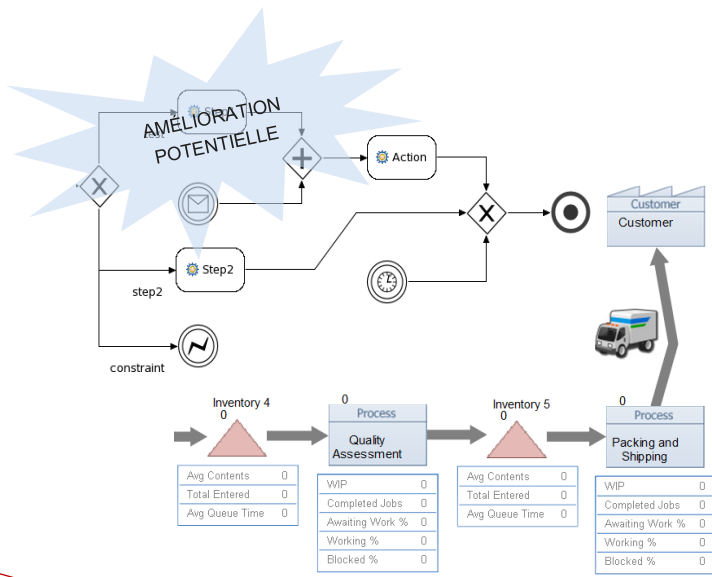 Step1
test
AMÉLIORATION
POTENTIELLE
X
Action
Customer
Customer
X
Step2
step2
constraint
Inventory 4
0
0
Process
Quality
Assessment
Inventory 5
0
0
Process
Packing and
Shipping
Avg Contents 0
Total Entered 0
Avg Queue Time 0
WIP 0
Completed Jobs 0
Awaiting Work % 0
Working % 0
Blocked % 0
Avg Contents 0
Total Entered 0
Avg Queue Time 0
WIP 0
Completed Jobs 0
Awaiting Work % 0
Working % 0
Blocked % 0